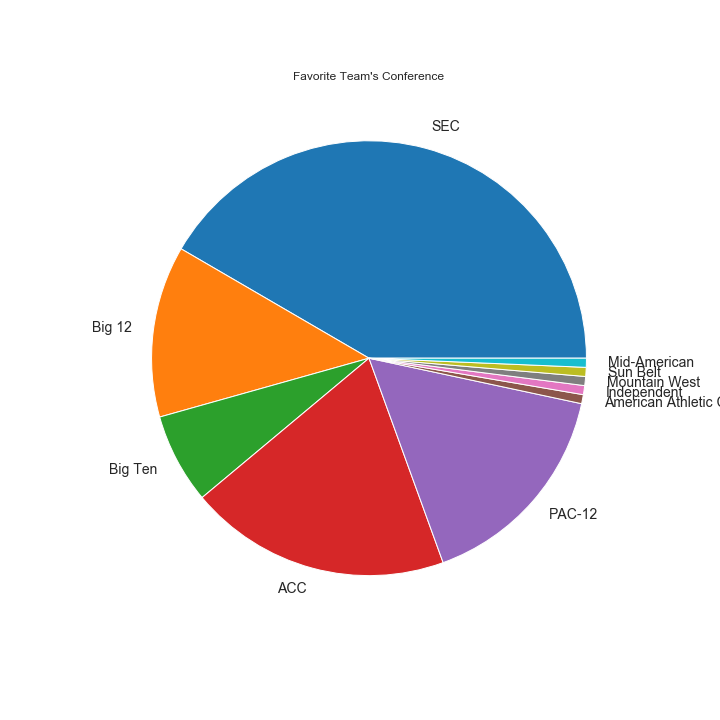 Favorite Team's Conference
SEC
Big 12
Mid-American
Sun Belt
Mountain West
Independent
American Athletic
Big Ten
PAC-12
ACC